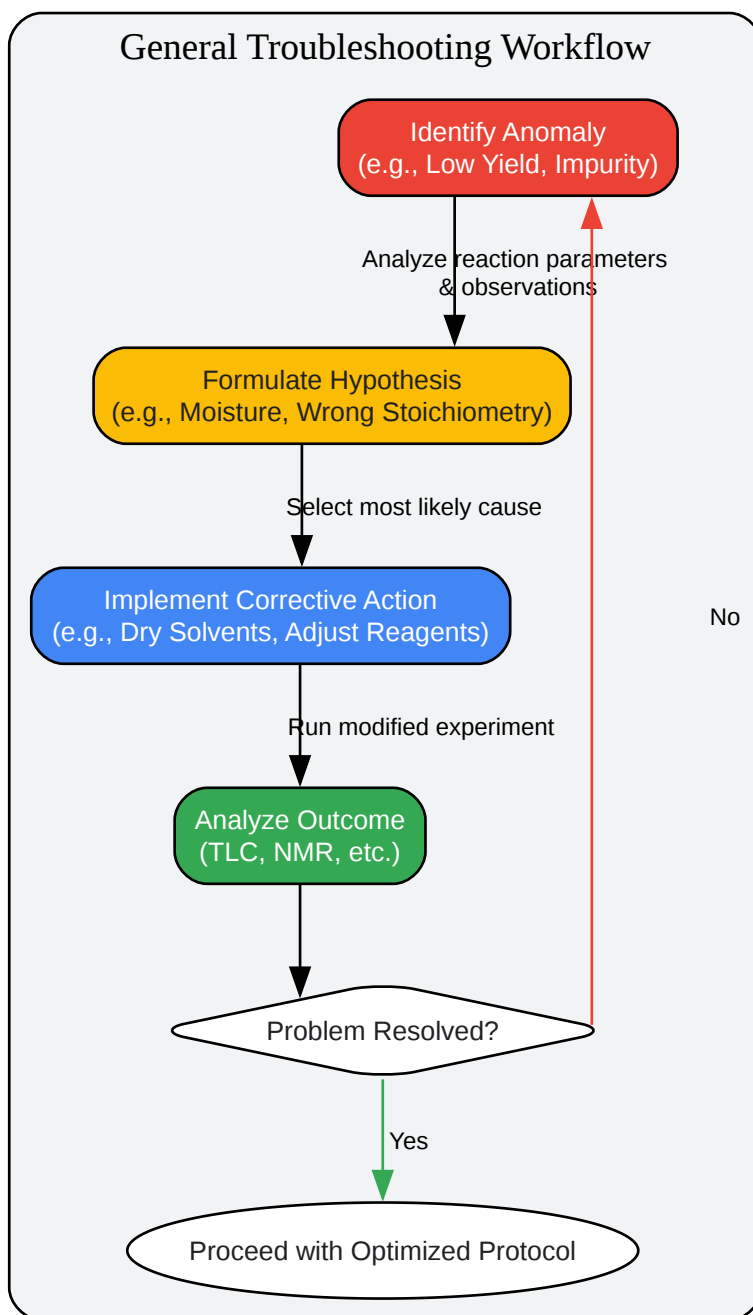 General Troubleshooting Workflow
Identify Anomaly
(e.g., Low Yield, Impurity)
Analyze reaction parameters
& observations
Formulate Hypothesis
(e.g., Moisture, Wrong Stoichiometry)
Select most likely cause
Implement Corrective Action
(e.g., Dry Solvents, Adjust Reagents)
No
Run modified experiment
Analyze Outcome
(TLC, NMR, etc.)
Problem Resolved?
Yes
Proceed with Optimized Protocol